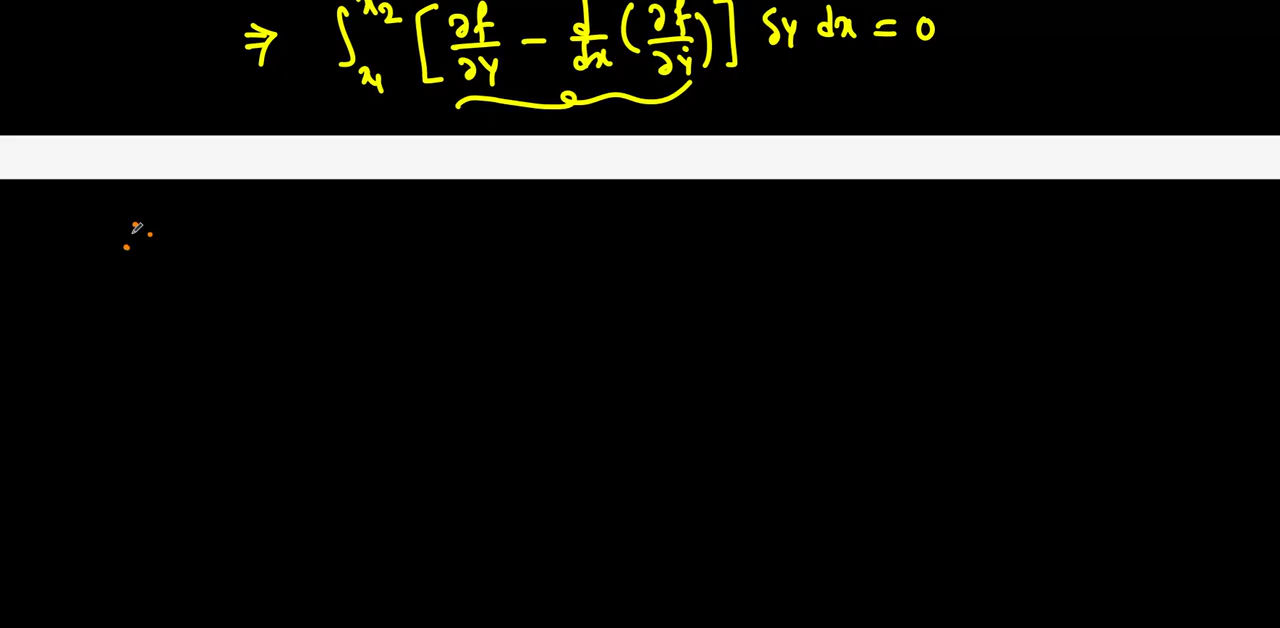 ⇒ ∫_{x₁}^{x₂} [ ∂f/∂y − d/dx ( ∂f/∂ẏ ) ] δy dx = 0